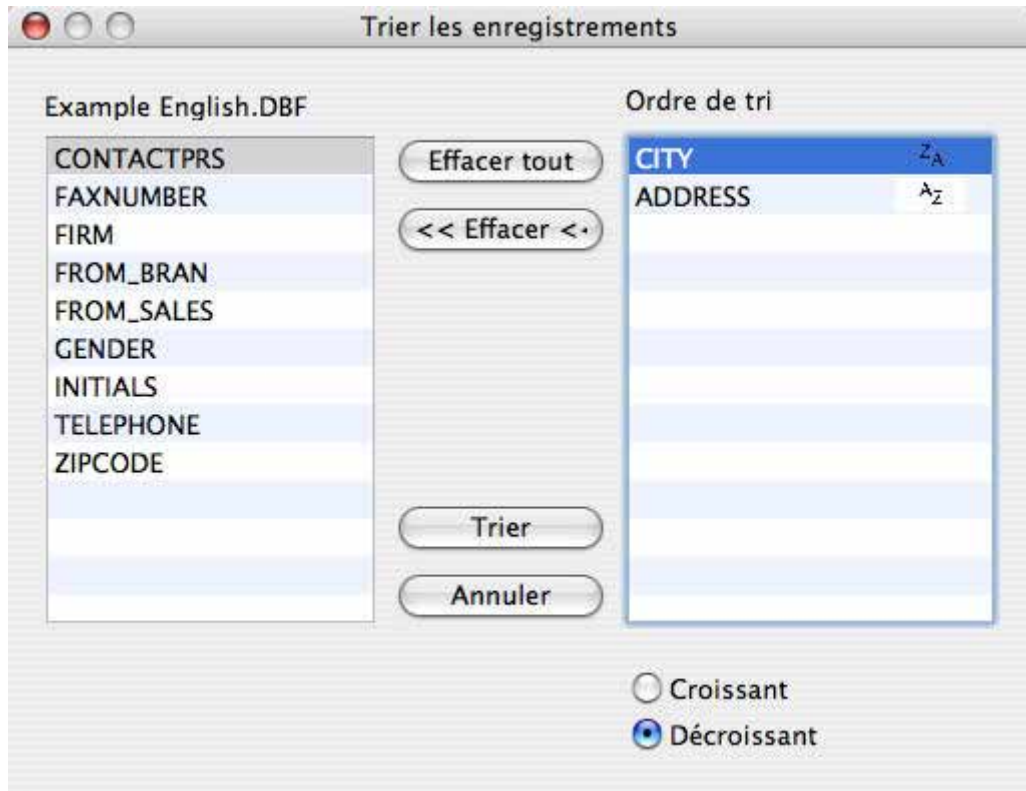 Trier les enregistrements
Example English.DBF
Ordre de tri
CONTACTPRS
FAXNUMBER
FIRM
FROM_BRAN
FROM_SALES
GENDER
INITIALS
TELEPHONE
ZIPCODE
Effacer tout
<< Effacer <·
Trier
Annuler
CITY ZA
ADDRESS AZ
Croissant
Décroissant